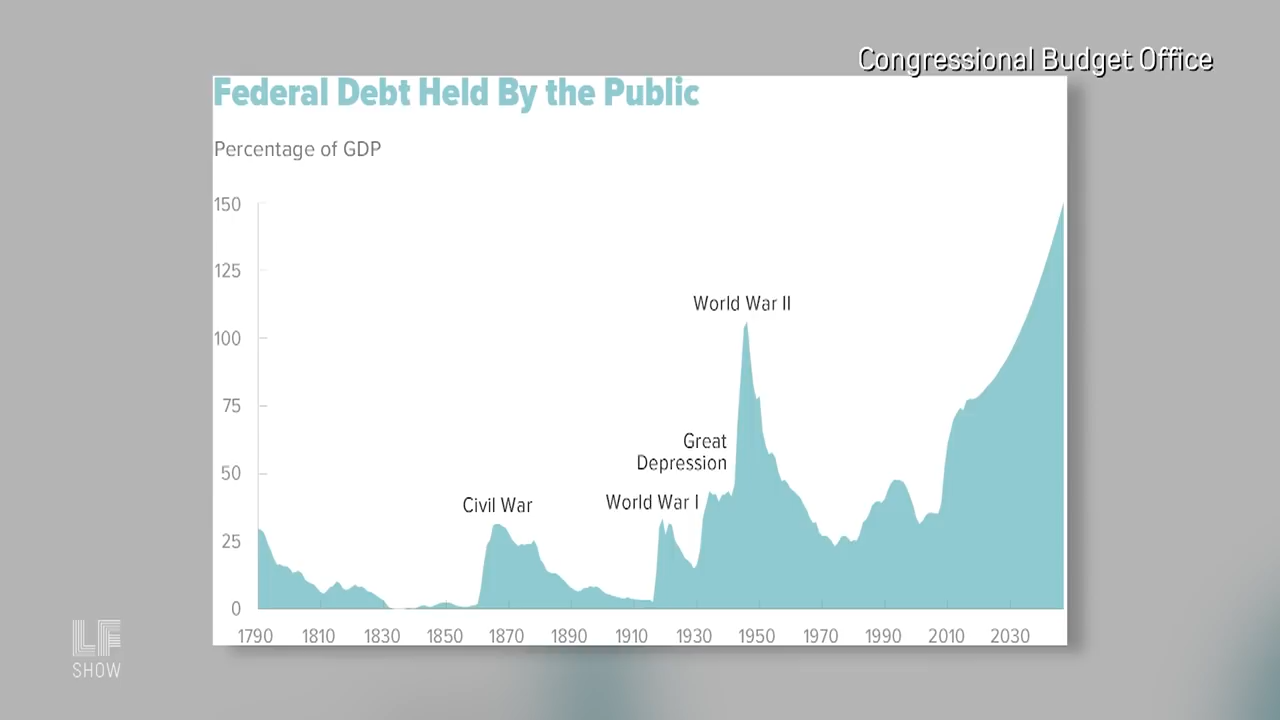 Congressional Budget Office
Federal Debt Held By the Public
Percentage of GDP
150
125
100
75
50
25
0
World War II
Great
Depression
World War I
Civil War
1790 1810 1830 1850 1870 1890 1910 1930 1950 1970 1990 2010 2030
LF
SHOW